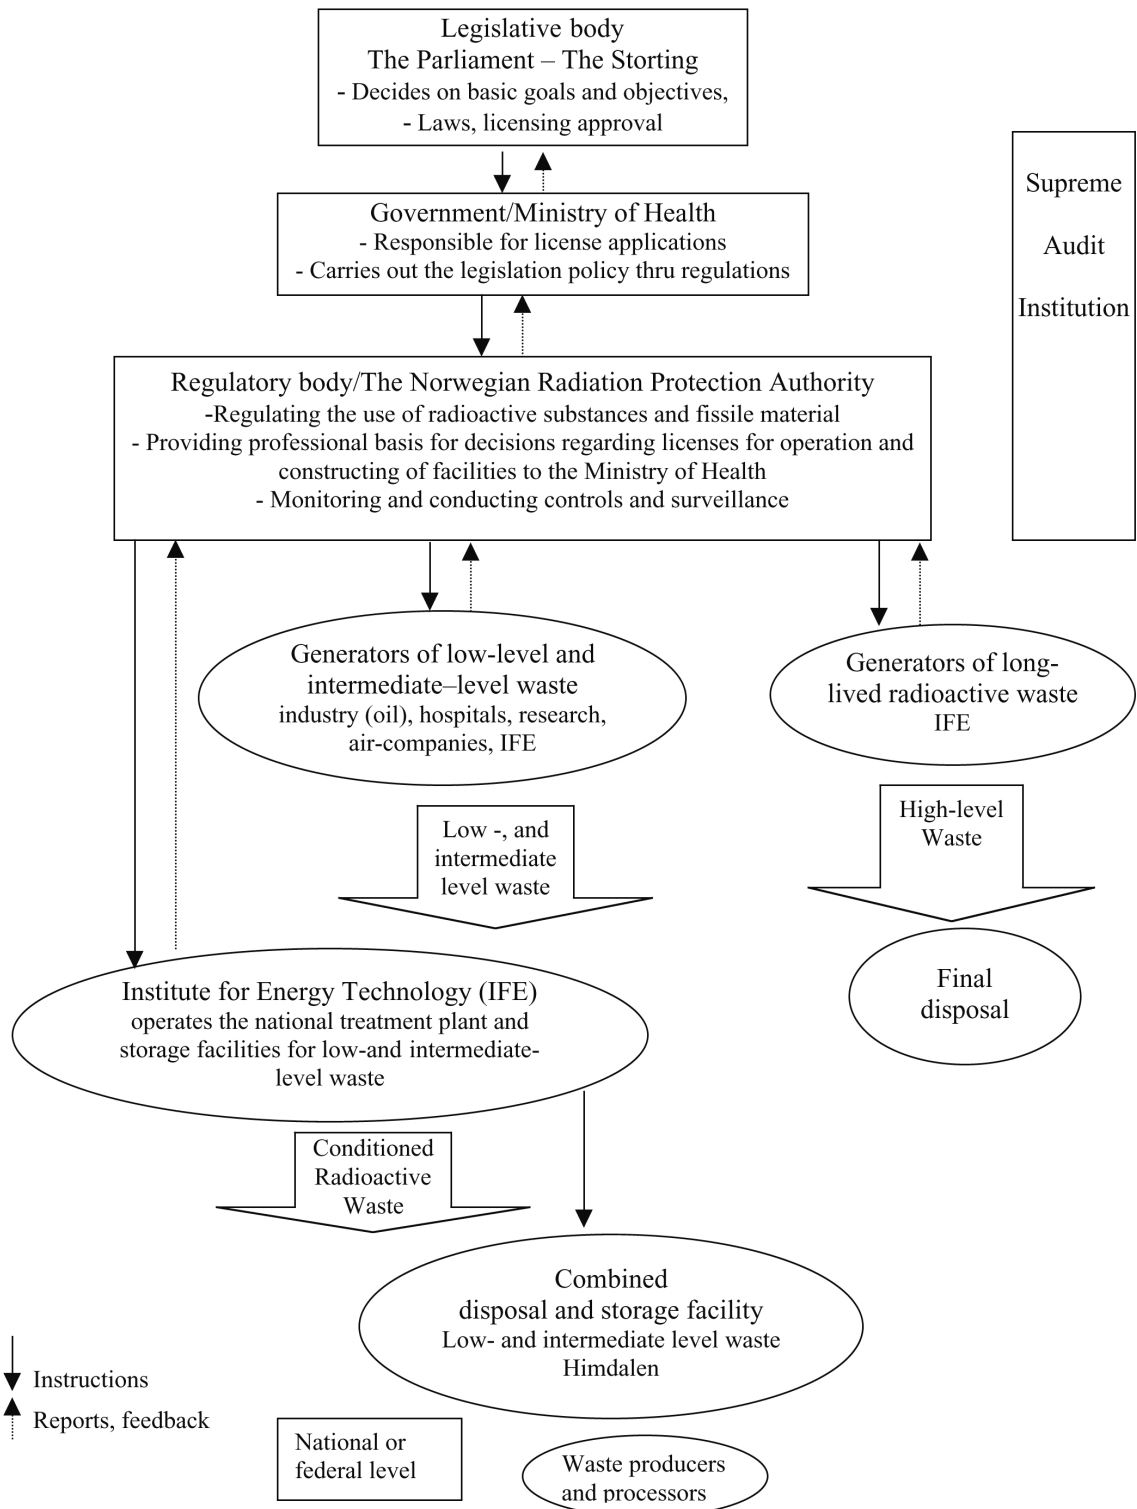 Legislative body
The Parliament – The Storting
- Decides on basic goals and objectives,
- Laws, licensing approval
Supreme
Audit
Institution
Government/Ministry of Health
- Responsible for license applications
- Carries out the legislation policy thru regulations
Regulatory body/The Norwegian Radiation Protection Authority
-Regulating the use of radioactive substances and fissile material
- Providing professional basis for decisions regarding licenses for operation and
constructing of facilities to the Ministry of Health
- Monitoring and conducting controls and surveillance
Generators of low-level and
intermediate–level waste
industry (oil), hospitals, research,
air-companies, IFE
Generators of long-
lived radioactive waste
IFE
Low -, and
intermediate
level waste
High-level
Waste
Final
disposal
Institute for Energy Technology (IFE)
operates the national treatment plant and
storage facilities for low-and intermediate-
level waste
Conditioned
Radioactive
Waste
Combined
disposal and storage facility
Low- and intermediate level waste
Himdalen
Instructions
Reports, feedback
National or
federal level
Waste producers
and processors